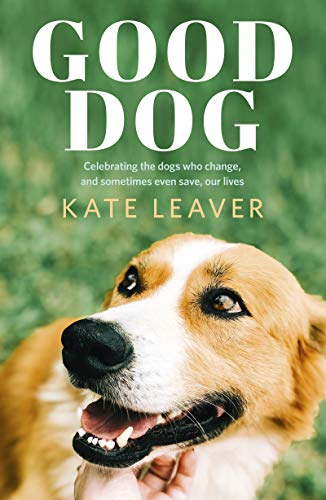 GOOD
DOG
Celebrating the dogs who change,
and sometimes even save, our lives
KATE LEAVER